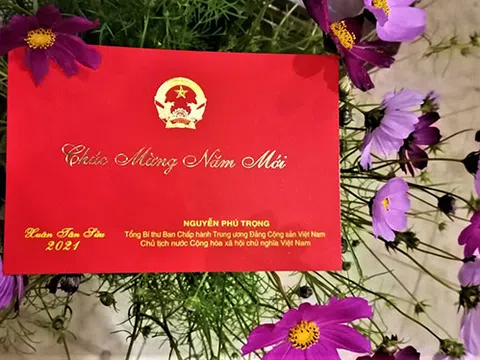 Chúc Mừng Năm Mới
NGUYỄN PHÚ TRỌNG
Tổng Bí thư Ban Chấp hành Trung ương Đảng Cộng sản Việt Nam
Chủ tịch nước Cộng hòa xã hội chủ nghĩa Việt Nam
Xuân Tân Sửu
2021